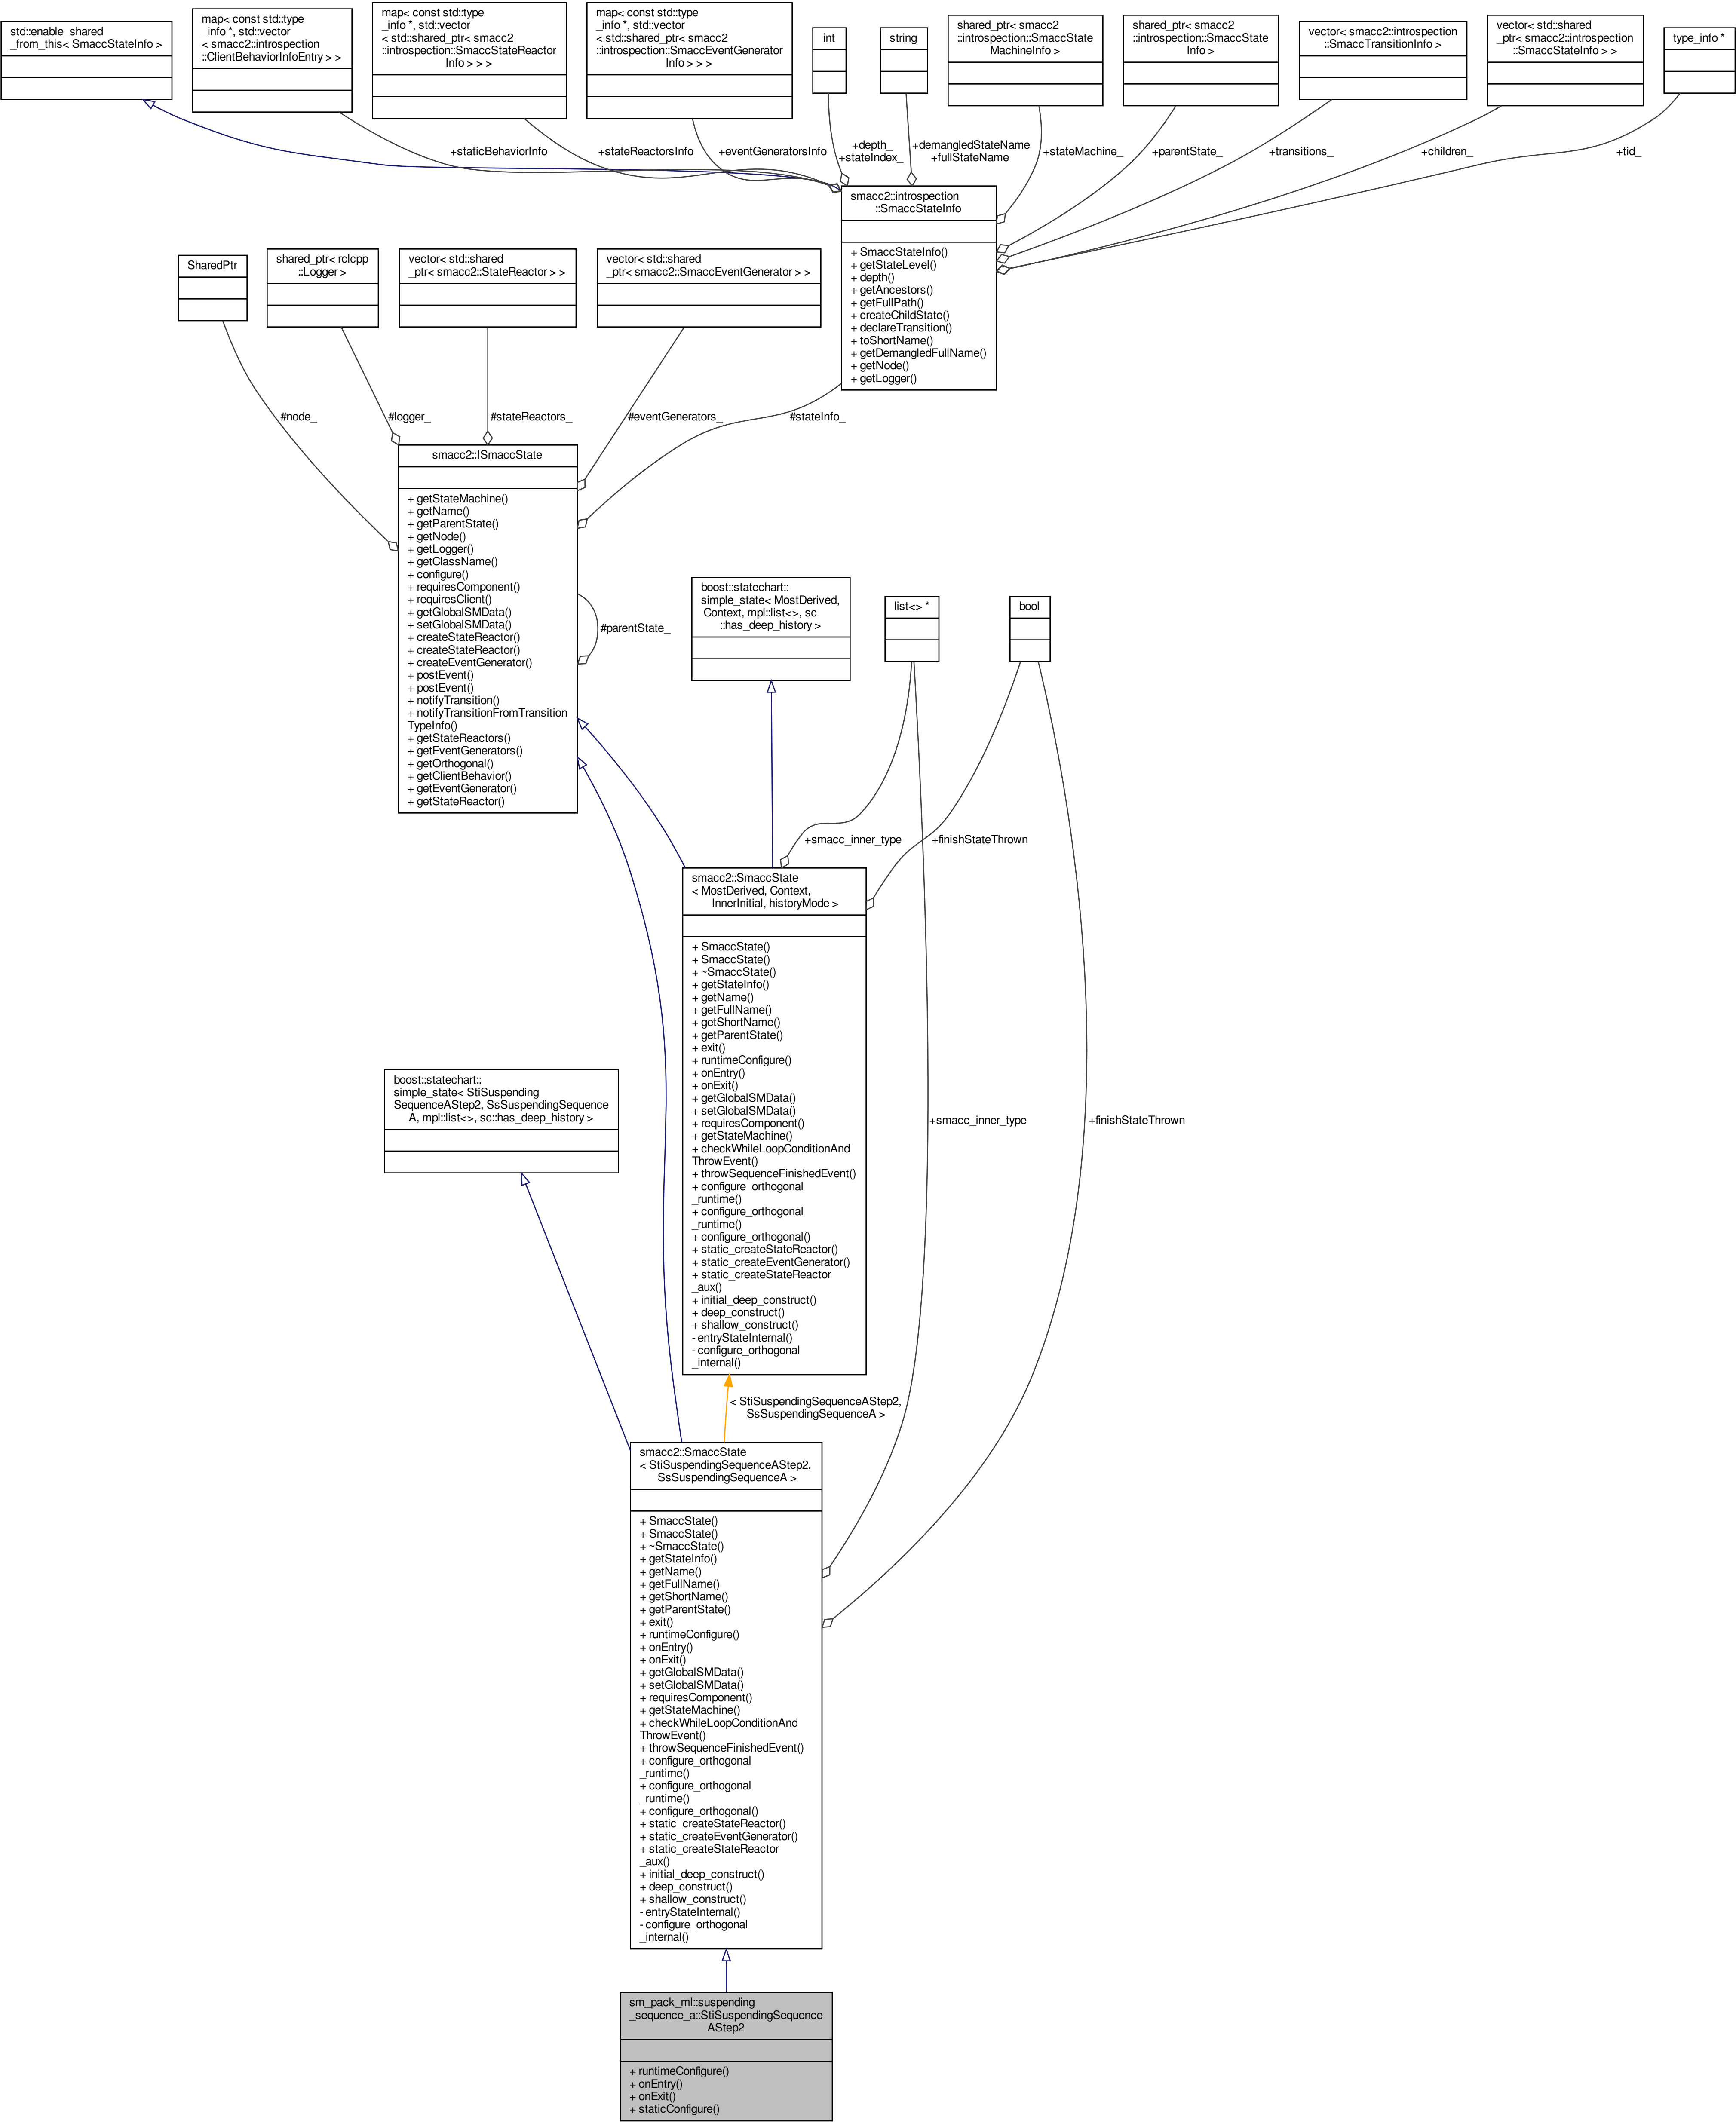 std::enable_shared
_from_this< SmaccStateInfo >
map< const std::type
_info *, std::vector
< smacc2::introspection
::ClientBehaviorInfoEntry > >
map< const std::type
_info *, std::vector
< std::shared_ptr< smacc2
::introspection::SmaccStateReactor
Info > > >
map< const std::type
_info *, std::vector
< std::shared_ptr< smacc2
::introspection::SmaccEventGenerator
Info > > >
int
string
shared_ptr< smacc2
::introspection::SmaccState
MachineInfo >
shared_ptr< smacc2
::introspection::SmaccState
Info >
vector< smacc2::introspection
::SmaccTransitionInfo >
vector< std::shared
_ptr< smacc2::introspection
::SmaccStateInfo > >
type_info *
+staticBehaviorInfo
+stateReactorsInfo
+eventGeneratorsInfo
+depth_
+stateIndex_
+demangledStateName
+fullStateName
+stateMachine_
+parentState_
+transitions_
+children_
+tid_
smacc2::introspection
::SmaccStateInfo
+ SmaccStateInfo()
+ getStateLevel()
+ depth()
+ getAncestors()
+ getFullPath()
+ createChildState()
+ declareTransition()
+ toShortName()
+ getDemangledFullName()
+ getNode()
+ getLogger()
SharedPtr
shared_ptr< rclcpp
::Logger >
vector< std::shared
_ptr< smacc2::StateReactor > >
vector< std::shared
_ptr< smacc2::SmaccEventGenerator > >
#node_
#logger_
#stateReactors_
#eventGenerators_
#stateInfo_
smacc2::ISmaccState
+ getStateMachine()
+ getName()
+ getParentState()
+ getNode()
+ getLogger()
+ getClassName()
+ configure()
+ requiresComponent()
+ requiresClient()
+ getGlobalSMData()
+ setGlobalSMData()
+ createStateReactor()
+ createStateReactor()
+ createEventGenerator()
+ postEvent()
+ postEvent()
+ notifyTransition()
+ notifyTransitionFromTransition
TypeInfo()
+ getStateReactors()
+ getEventGenerators()
+ getOrthogonal()
+ getClientBehavior()
+ getEventGenerator()
+ getStateReactor()
#parentState_
boost::statechart::
simple_state< MostDerived,
Context, mpl::list<>, sc
::has_deep_history >
list<> *
bool
+smacc_inner_type
+finishStateThrown
smacc2::SmaccState
< MostDerived, Context,
InnerInitial, historyMode >
+ SmaccState()
+ SmaccState()
+ ~SmaccState()
+ getStateInfo()
+ getName()
+ getFullName()
+ getShortName()
+ getParentState()
+ exit()
+ runtimeConfigure()
+ onEntry()
+ onExit()
+ getGlobalSMData()
+ setGlobalSMData()
+ requiresComponent()
+ getStateMachine()
+ checkWhileLoopConditionAnd
ThrowEvent()
+ throwSequenceFinishedEvent()
+ configure_orthogonal
_runtime()
+ configure_orthogonal
_runtime()
+ configure_orthogonal()
+ static_createStateReactor()
+ static_createEventGenerator()
+ static_createStateReactor
_aux()
+ initial_deep_construct()
+ deep_construct()
+ shallow_construct()
- entryStateInternal()
- configure_orthogonal
_internal()
boost::statechart::
simple_state< StiSuspending
SequenceAStep2, SsSuspendingSequence
A, mpl::list<>, sc::has_deep_history >
+smacc_inner_type
+finishStateThrown
< StiSuspendingSequenceAStep2,
SsSuspendingSequenceA >
smacc2::SmaccState
< StiSuspendingSequenceAStep2,
SsSuspendingSequenceA >
+ SmaccState()
+ SmaccState()
+ ~SmaccState()
+ getStateInfo()
+ getName()
+ getFullName()
+ getShortName()
+ getParentState()
+ exit()
+ runtimeConfigure()
+ onEntry()
+ onExit()
+ getGlobalSMData()
+ setGlobalSMData()
+ requiresComponent()
+ getStateMachine()
+ checkWhileLoopConditionAnd
ThrowEvent()
+ throwSequenceFinishedEvent()
+ configure_orthogonal
_runtime()
+ configure_orthogonal
_runtime()
+ configure_orthogonal()
+ static_createStateReactor()
+ static_createEventGenerator()
+ static_createStateReactor
_aux()
+ initial_deep_construct()
+ deep_construct()
+ shallow_construct()
- entryStateInternal()
- configure_orthogonal
_internal()
sm_pack_ml::suspending
_sequence_a::StiSuspendingSequence
AStep2
+ runtimeConfigure()
+ onEntry()
+ onExit()
+ staticConfigure()